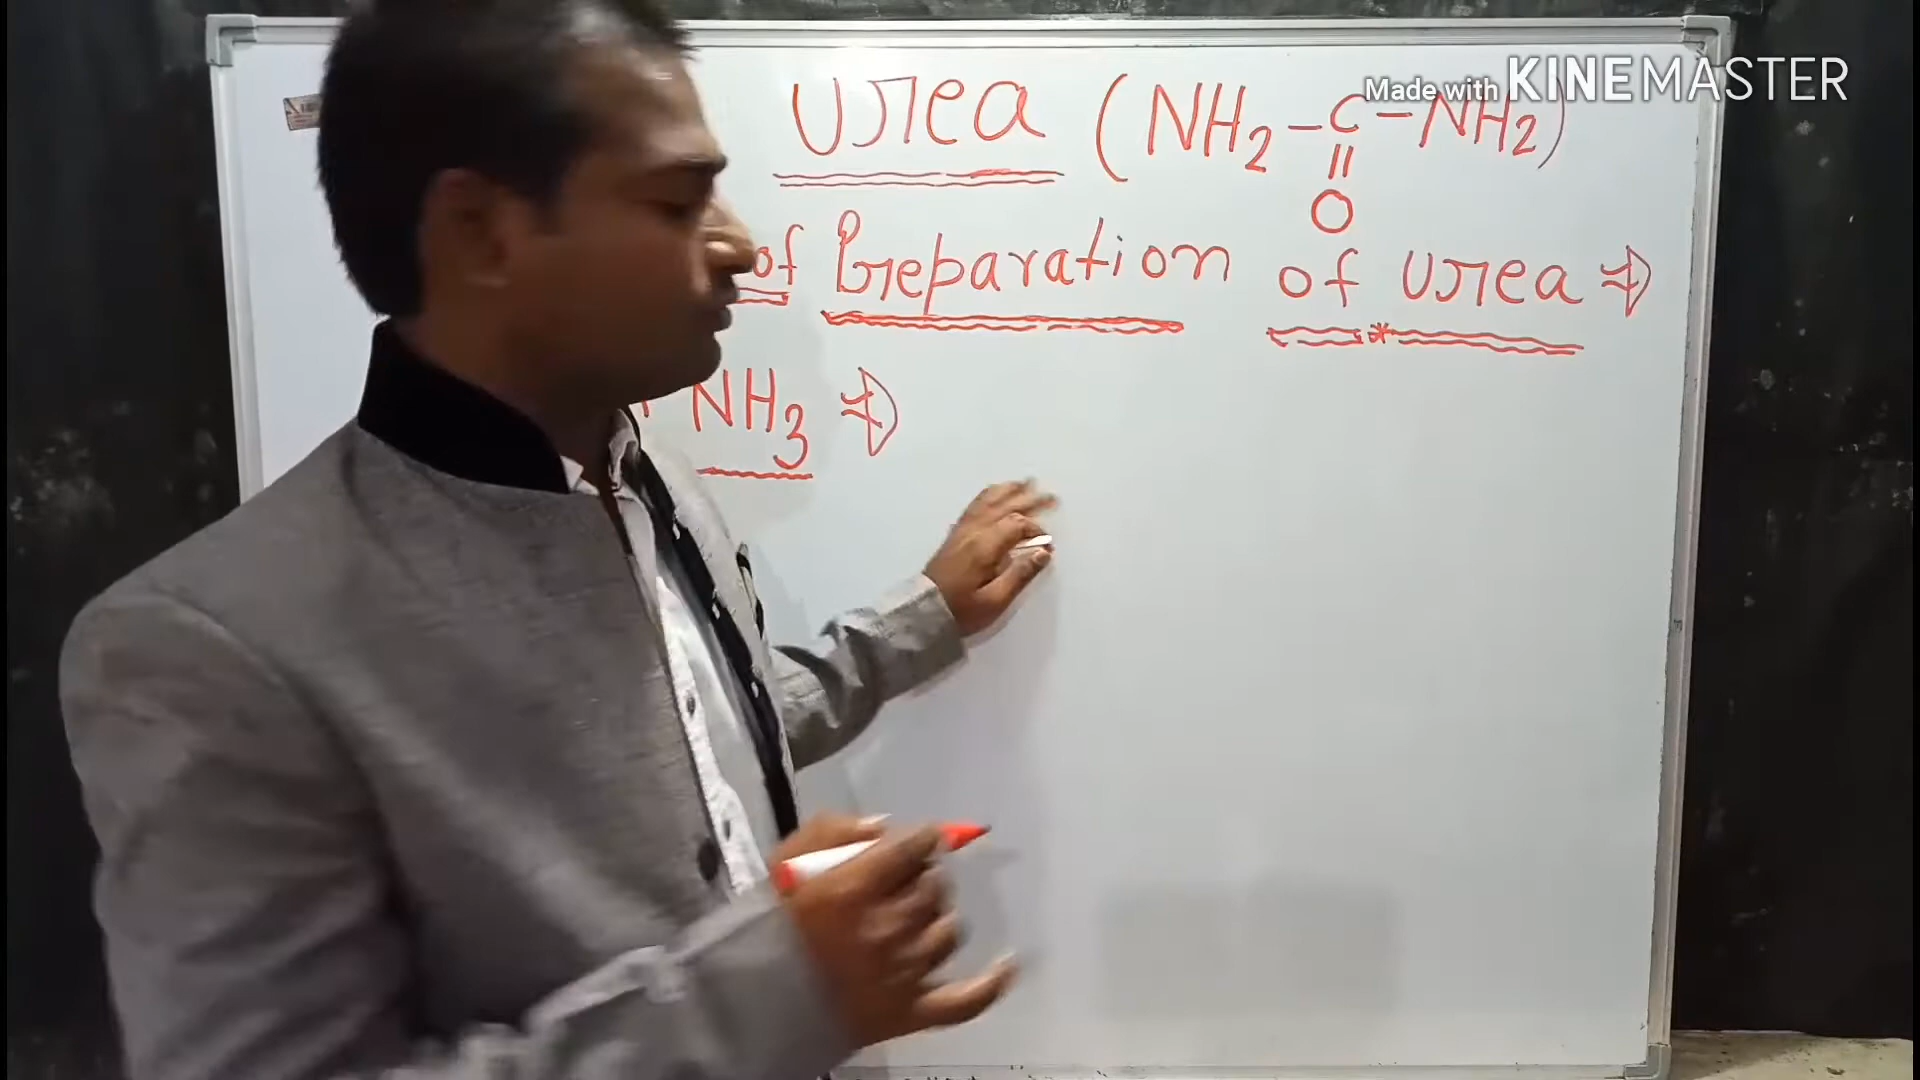 Made with KINEMASTER
Urea (NH2-C-NH2)
||
O
of Preparation of Urea ⇒
NH3 ⇒